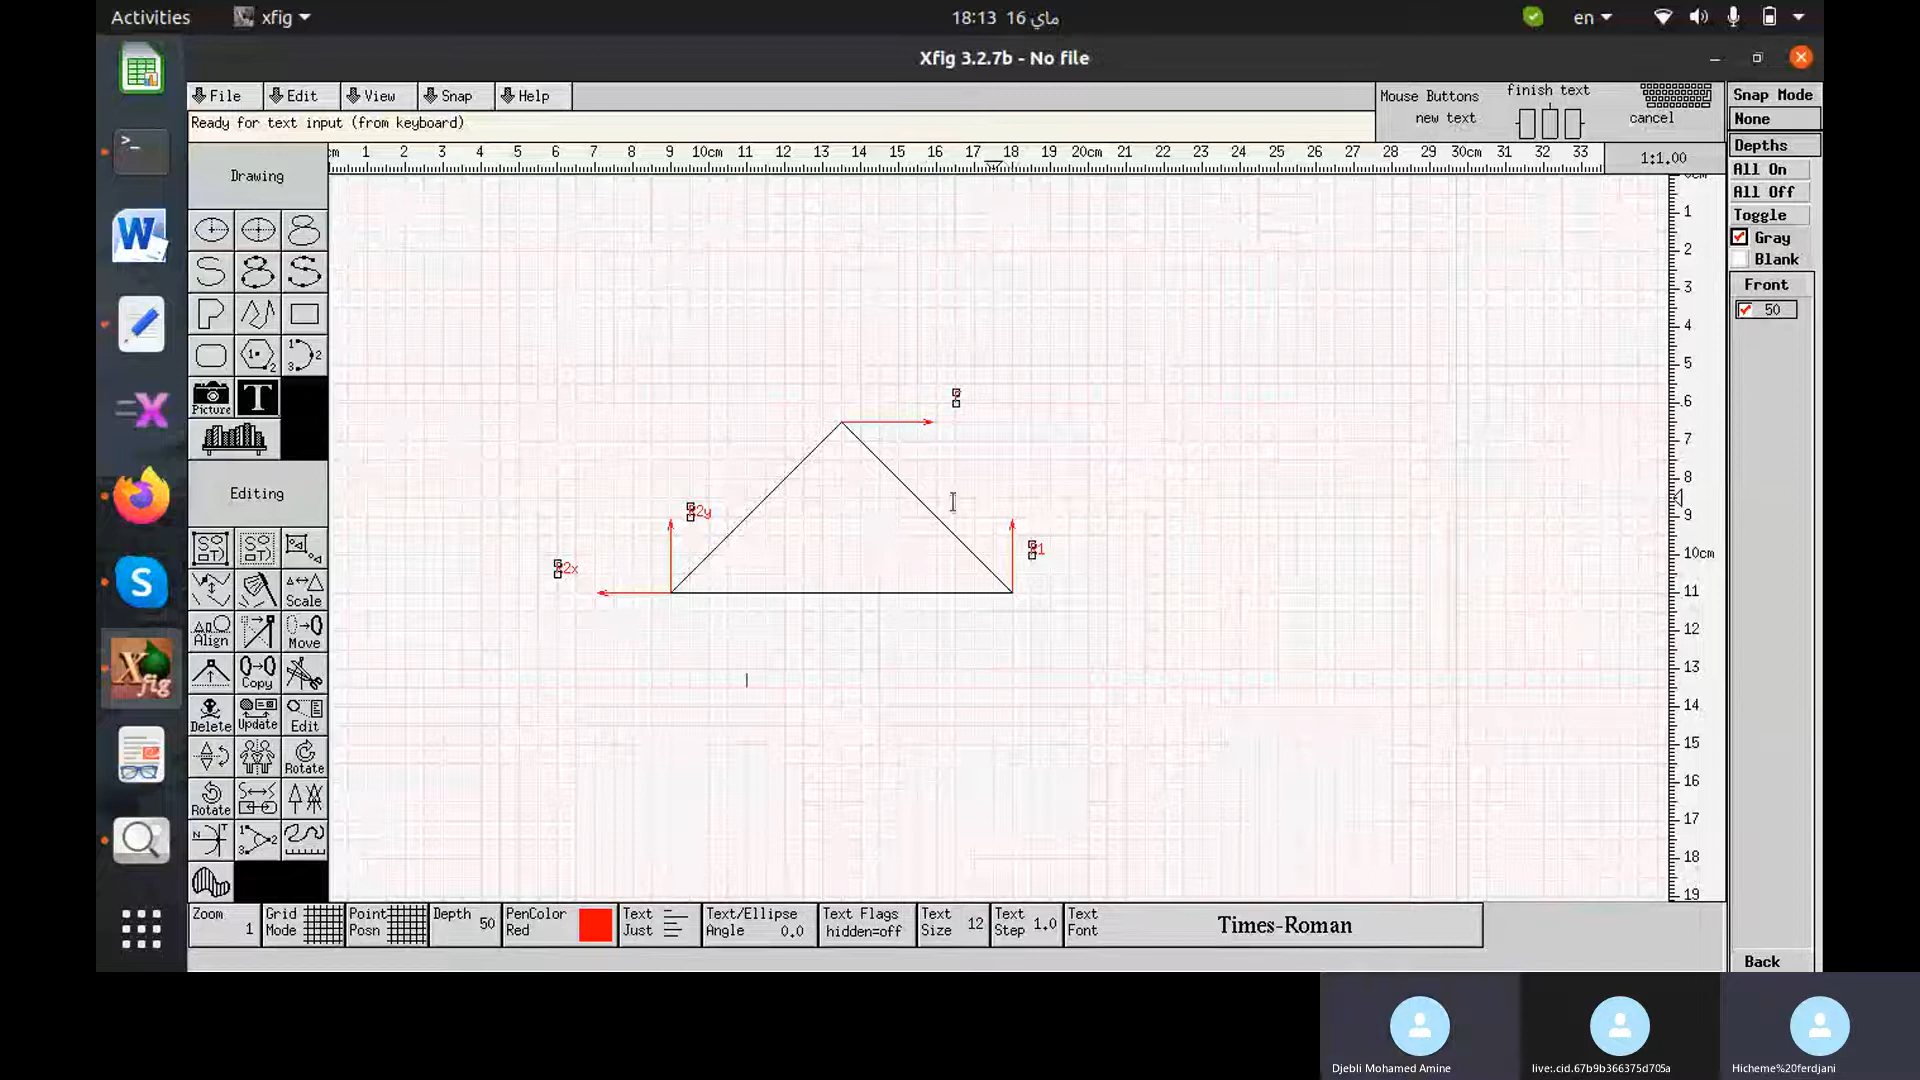 Activities
xfig
18:13 16 ماي
en
Xfig 3.2.7b - No file
File
Edit
View
Snap
Help
Ready for text input (from keyboard)
Mouse Buttons
new text
finish text
cancel
Snap Mode
None
Depths
All On
All Off
Toggle
Gray
Blank
Front
50
Back
1 2 3 4 5 6 7 8 9 10cm 11 12 13 14 15 16 17 18 19 20cm 21 22 23 24 25 26 27 28 29 30cm 31 32 33
1:1.00
1
2
3
4
5
6
7
8
9
10cm
11
12
13
14
15
16
17
18
19
Drawing
Picture
T
Editing
Scale
Align
Move
Copy
Delete
Update
Edit
Rotate
Rotate
2y
2x
1
Zoom 1
Grid Mode
Point Posn
Depth 50
PenColor Red
Text Just
Text/Ellipse Angle 0.0
Text Flags hidden=off
Text Size 12
Text Step 1.0
Text Font Times-Roman
Xfig
Djebli Mohamed Amine
live:.cid.67b9b366375d705a
Hicheme%20ferdjani